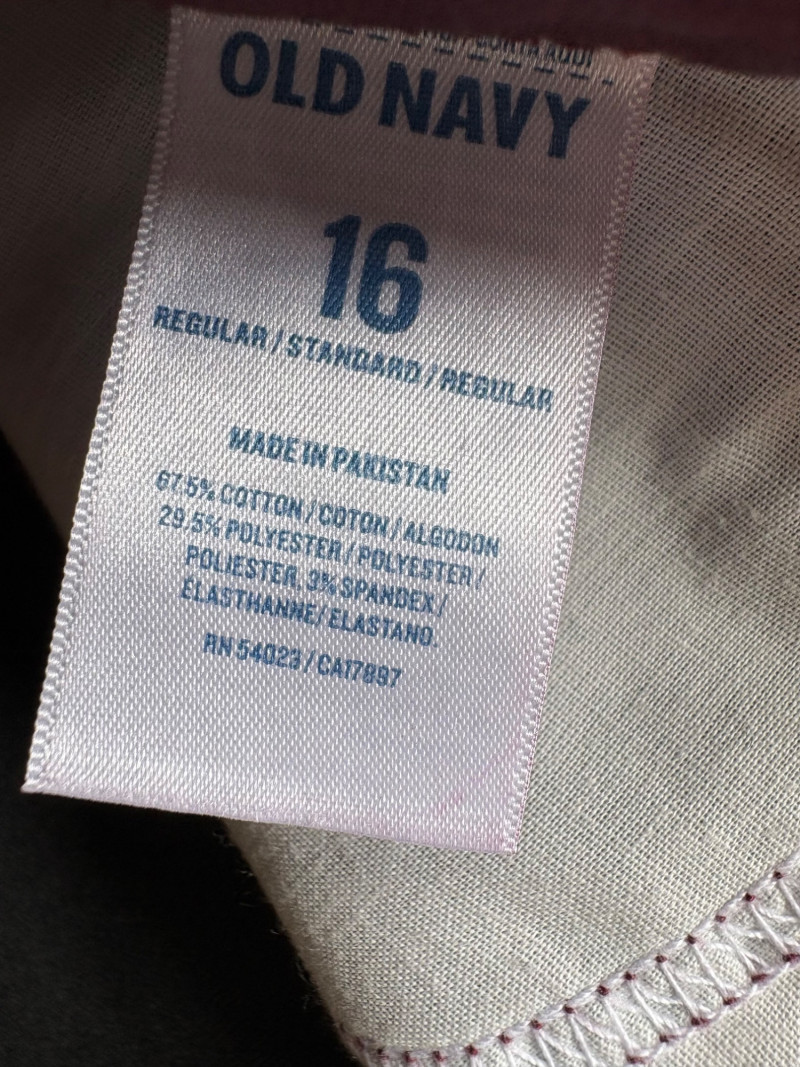 OLD NAVY
16
REGULAR / STANDARD / REGULAR
MADE IN PAKISTAN
67.5% COTTON / COTON / ALGODON
29.5% POLYESTER / POLYESTER /
POLIESTER, 3% SPANDEX /
ELASTHANNE / ELASTANO.
RN 54023 / CA17897